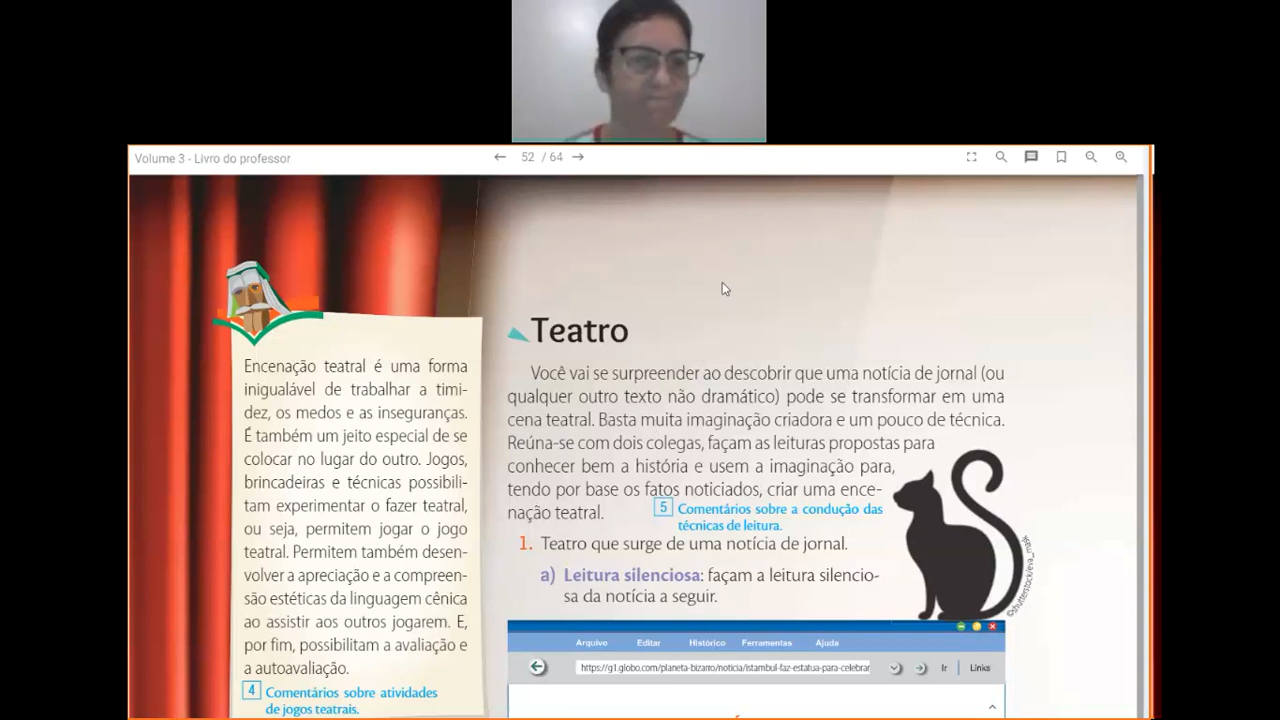 Volume 3 - Livro do professor
52 / 64
Encenação teatral é uma forma
inigualável de trabalhar a timi-
dez, os medos e as inseguranças.
É também um jeito especial de se
colocar no lugar do outro. Jogos,
brincadeiras e técnicas possibili-
tam experimentar o fazer teatral,
ou seja, permitem jogar o jogo
teatral. Permitem também desen-
volver a apreciação e a compreen-
são estéticas da linguagem cênica
ao assistir aos outros jogarem. E,
por fim, possibilitam a avaliação e
a autoavaliação.
4 Comentários sobre atividades
de jogos teatrais.
Teatro
Você vai se surpreender ao descobrir que uma notícia de jornal (ou
qualquer outro texto não dramático) pode se transformar em uma
cena teatral. Basta muita imaginação criadora e um pouco de técnica.
Reúna-se com dois colegas, façam as leituras propostas para
conhecer bem a história e usem a imaginação para,
tendo por base os fatos noticiados, criar uma ence-
nação teatral.
5 Comentários sobre a condução das
técnicas de leitura.
1. Teatro que surge de uma notícia de jornal.
a) Leitura silenciosa: façam a leitura silencio-
sa da notícia a seguir.
©Shutterstock/eva_mask
Arquivo Editar Histórico Ferramentas Ajuda
https://g1.globo.com/planeta-bizarro/noticia/istambul-faz-estatua-para-celebrar
Ir Links